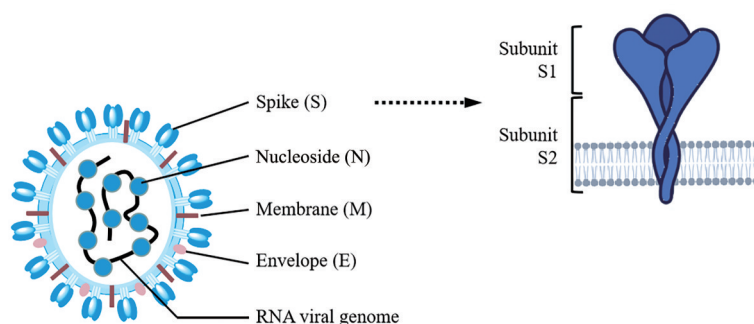 Spike (S)
Nucleoside (N)
Membrane (M)
Envelope (E)
RNA viral genome
Subunit
S1
Subunit
S2